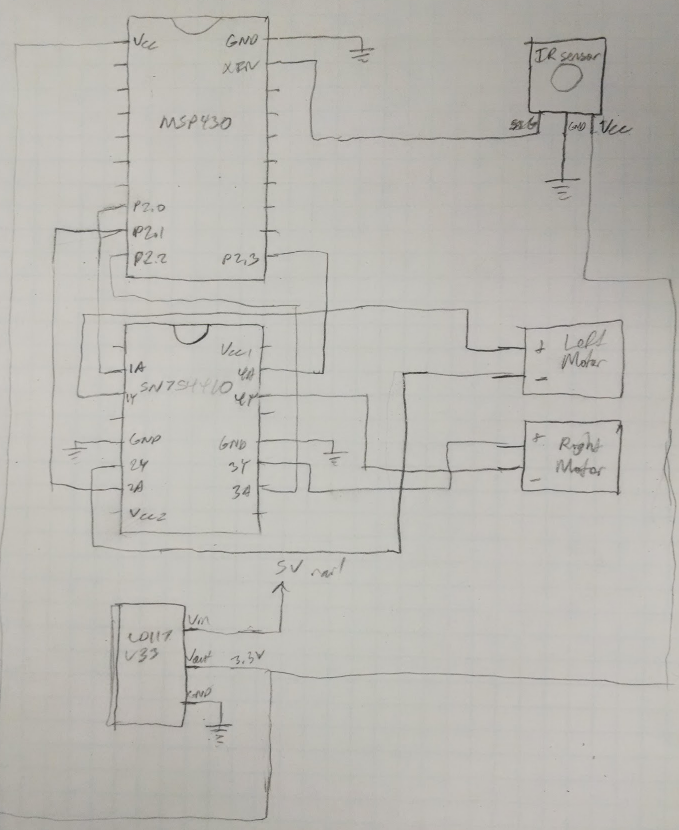 Vcc GND
XIN
MSP430
P2.0
P2.1
P2.2 P2.3
IR sensor
SIG GND Vcc
Vcc1
1A 4A
SN754410
1Y 4Y
GND GND
2Y 3Y
2A 3A
Vcc2
+ Left
- Motor
+ Right
Motor
-
5V rail
Vin
LD117
V33
Vout 3.3V
GND